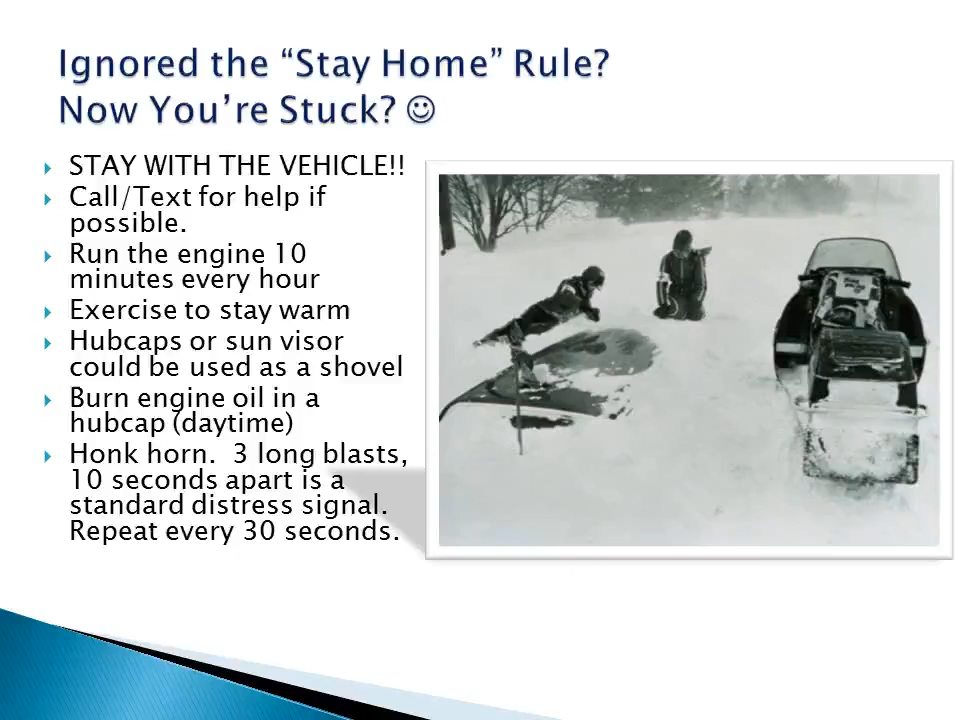 Ignored the “Stay Home” Rule?
Now You’re Stuck? ☺
STAY WITH THE VEHICLE!!
Call/Text for help if
possible.
Run the engine 10
minutes every hour
Exercise to stay warm
Hubcaps or sun visor
could be used as a shovel
Burn engine oil in a
hubcap (daytime)
Honk horn.  3 long blasts,
10 seconds apart is a
standard distress signal.
Repeat every 30 seconds.